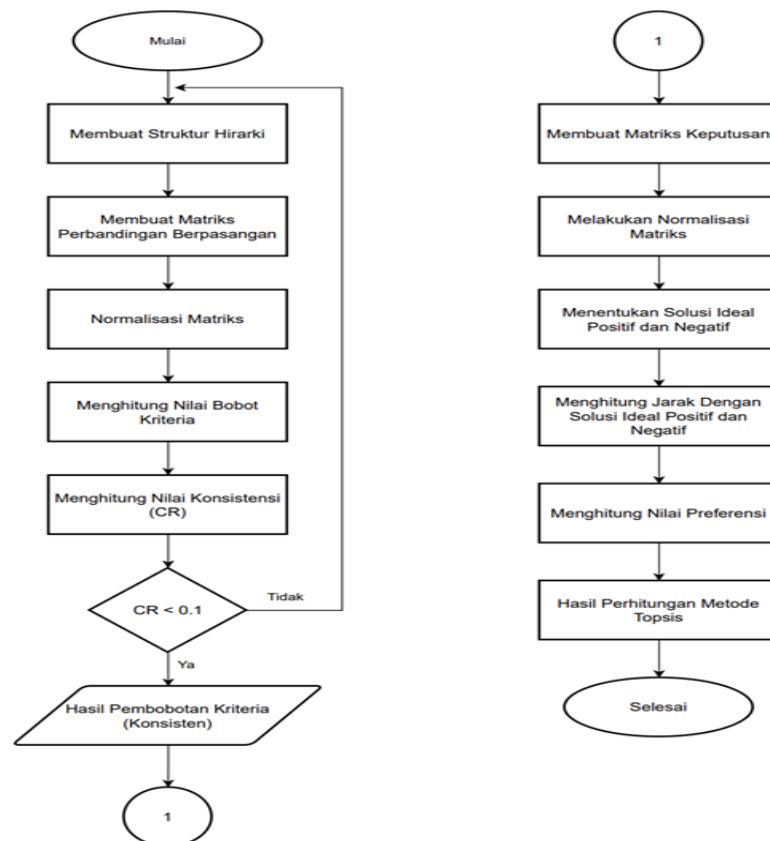 Mulai
Membuat Struktur Hirarki
Membuat Matriks
Perbandingan Berpasangan
Normalisasi Matriks
Menghitung Nilai Bobot
Kriteria
Menghitung Nilai Konsistensi
(CR)
CR < 0.1
Tidak
Ya
Hasil Pembobotan Kriteria
(Konsisten)
1
1
Membuat Matriks Keputusan
Melakukan Normalisasi
Matriks
Menentukan Solusi Ideal
Positif dan Negatif
Menghitung Jarak Dengan
Solusi Ideal Positif dan
Negatif
Menghitung Nilai Preferensi
Hasil Perhitungan Metode
Topsis
Selesai